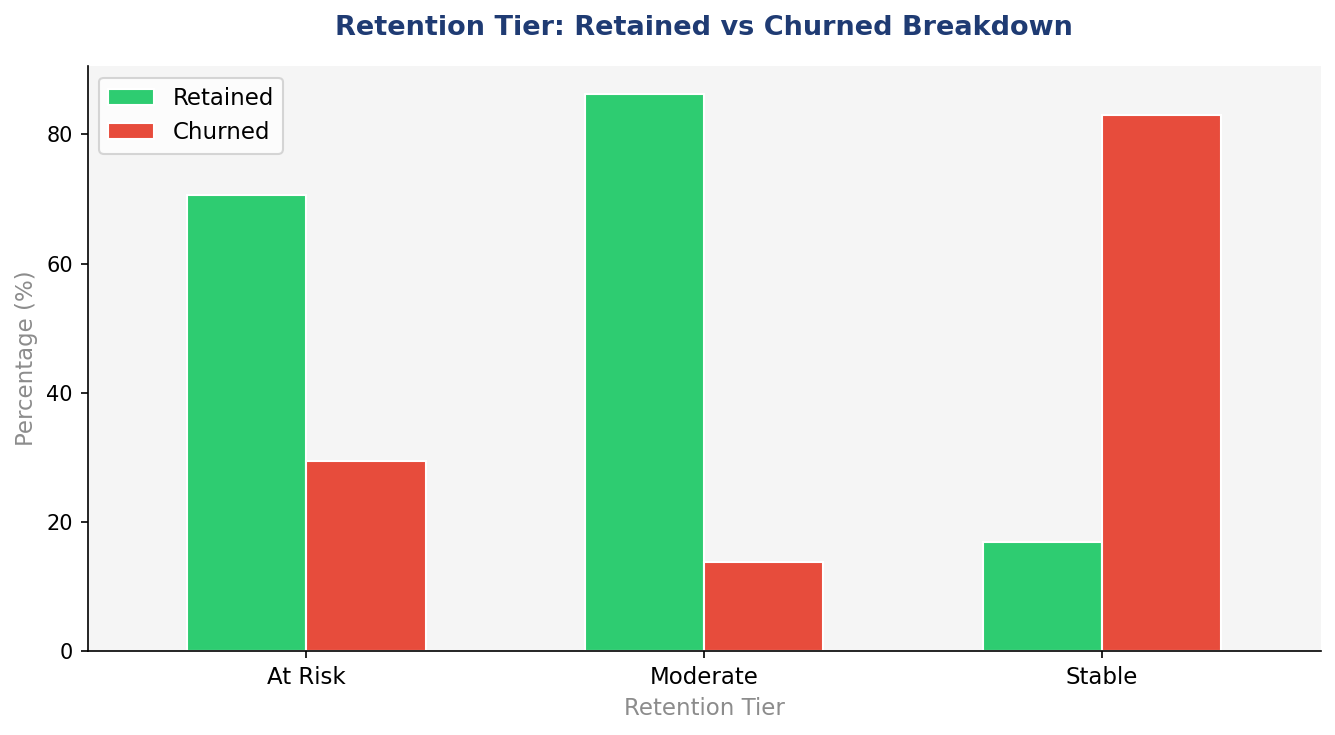 Retention Tier: Retained vs Churned Breakdown
Retained
Churned
80
60
40
20
0
Percentage (%)
At Risk Moderate Stable
Retention Tier